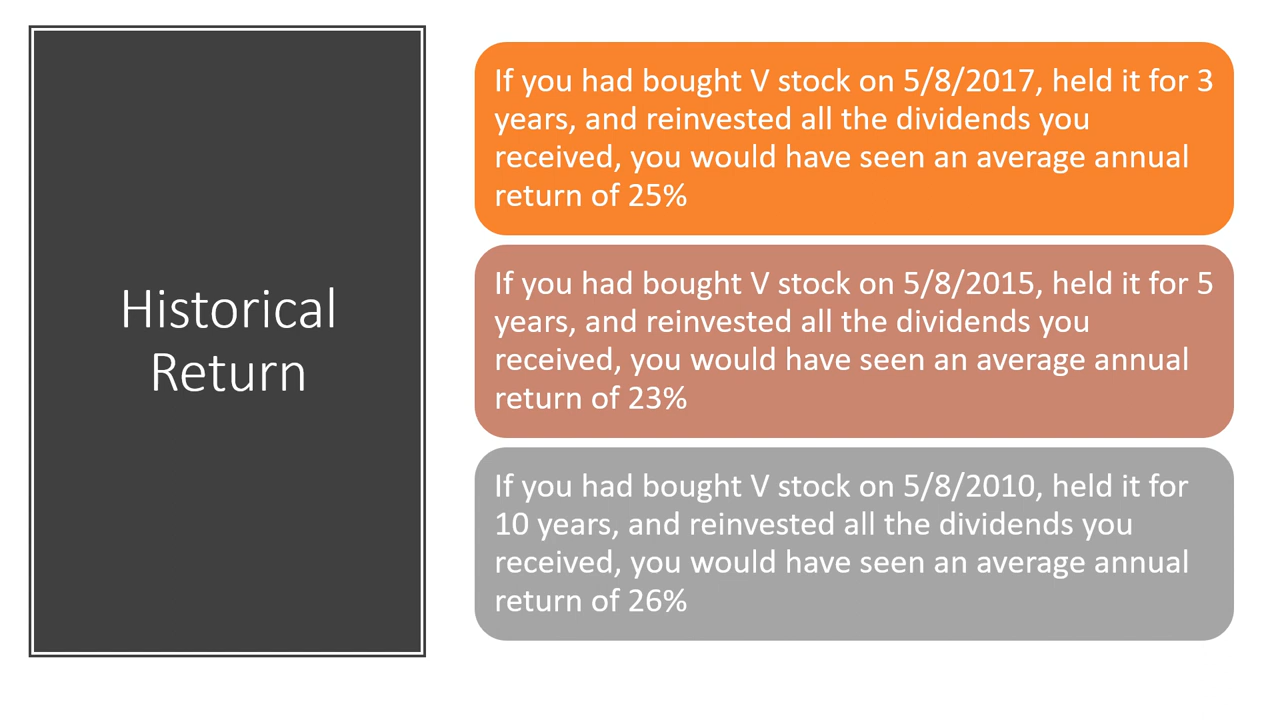 Historical
Return
If you had bought V stock on 5/8/2017, held it for 3
years, and reinvested all the dividends you
received, you would have seen an average annual
return of 25%
If you had bought V stock on 5/8/2015, held it for 5
years, and reinvested all the dividends you
received, you would have seen an average annual
return of 23%
If you had bought V stock on 5/8/2010, held it for
10 years, and reinvested all the dividends you
received, you would have seen an average annual
return of 26%